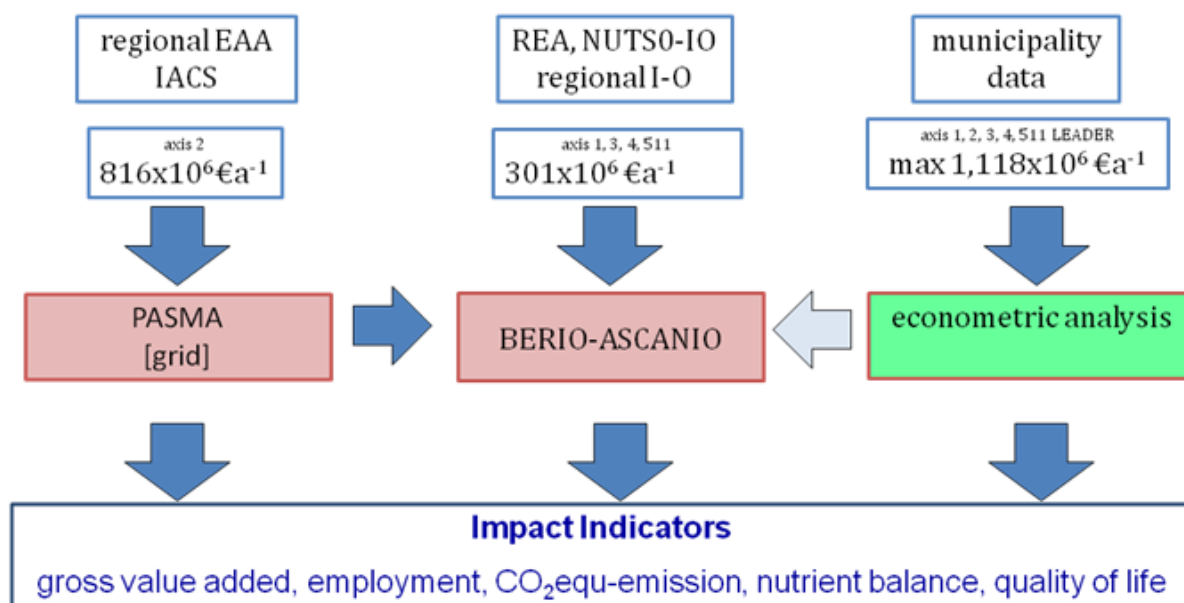 regional EAA
IACS
REA, NUTS0-IO
regional I-O
municipality
data
axis 2
816x10⁶€a⁻¹
axis 1, 3, 4, 511
301x10⁶€a⁻¹
axis 1, 2, 3, 4, 511 LEADER
max 1,118x10⁶ €a⁻¹
PASMA
[grid]
BERIO-ASCANIO
econometric analysis
Impact Indicators
gross value added, employment, CO₂equ-emission, nutrient balance, quality of life